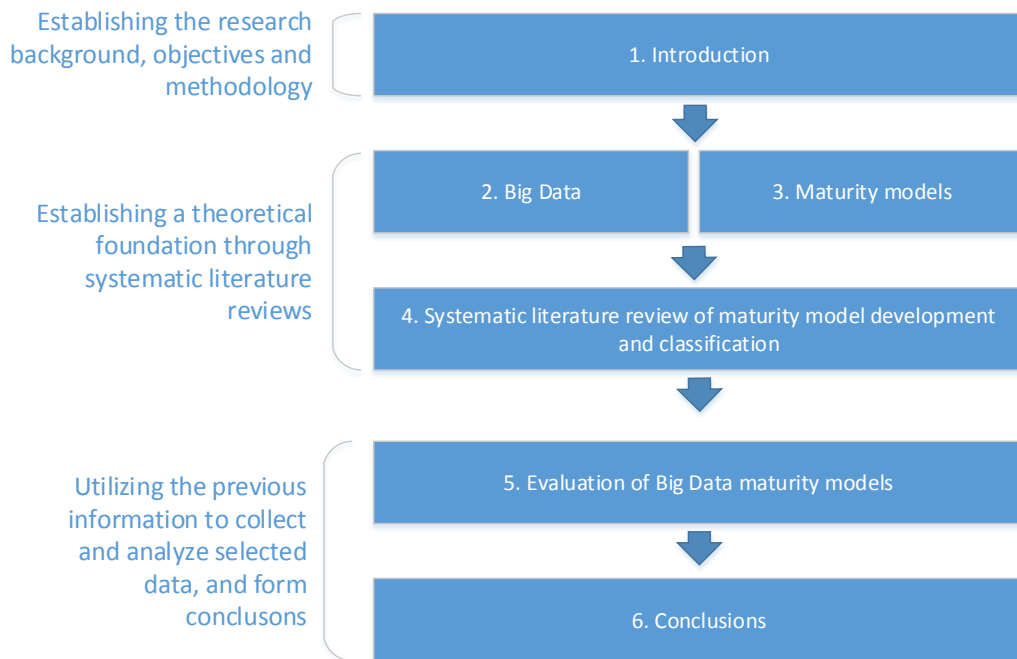 Establishing the research
background, objectives and
methodology
1. Introduction
Establishing a theoretical
foundation through
systematic literature
reviews
2. Big Data
3. Maturity models
4. Systematic literature review of maturity model development
and classification
Utilizing the previous
information to collect
and analyze selected
data, and form
conclusons
5. Evaluation of Big Data maturity models
6. Conclusions